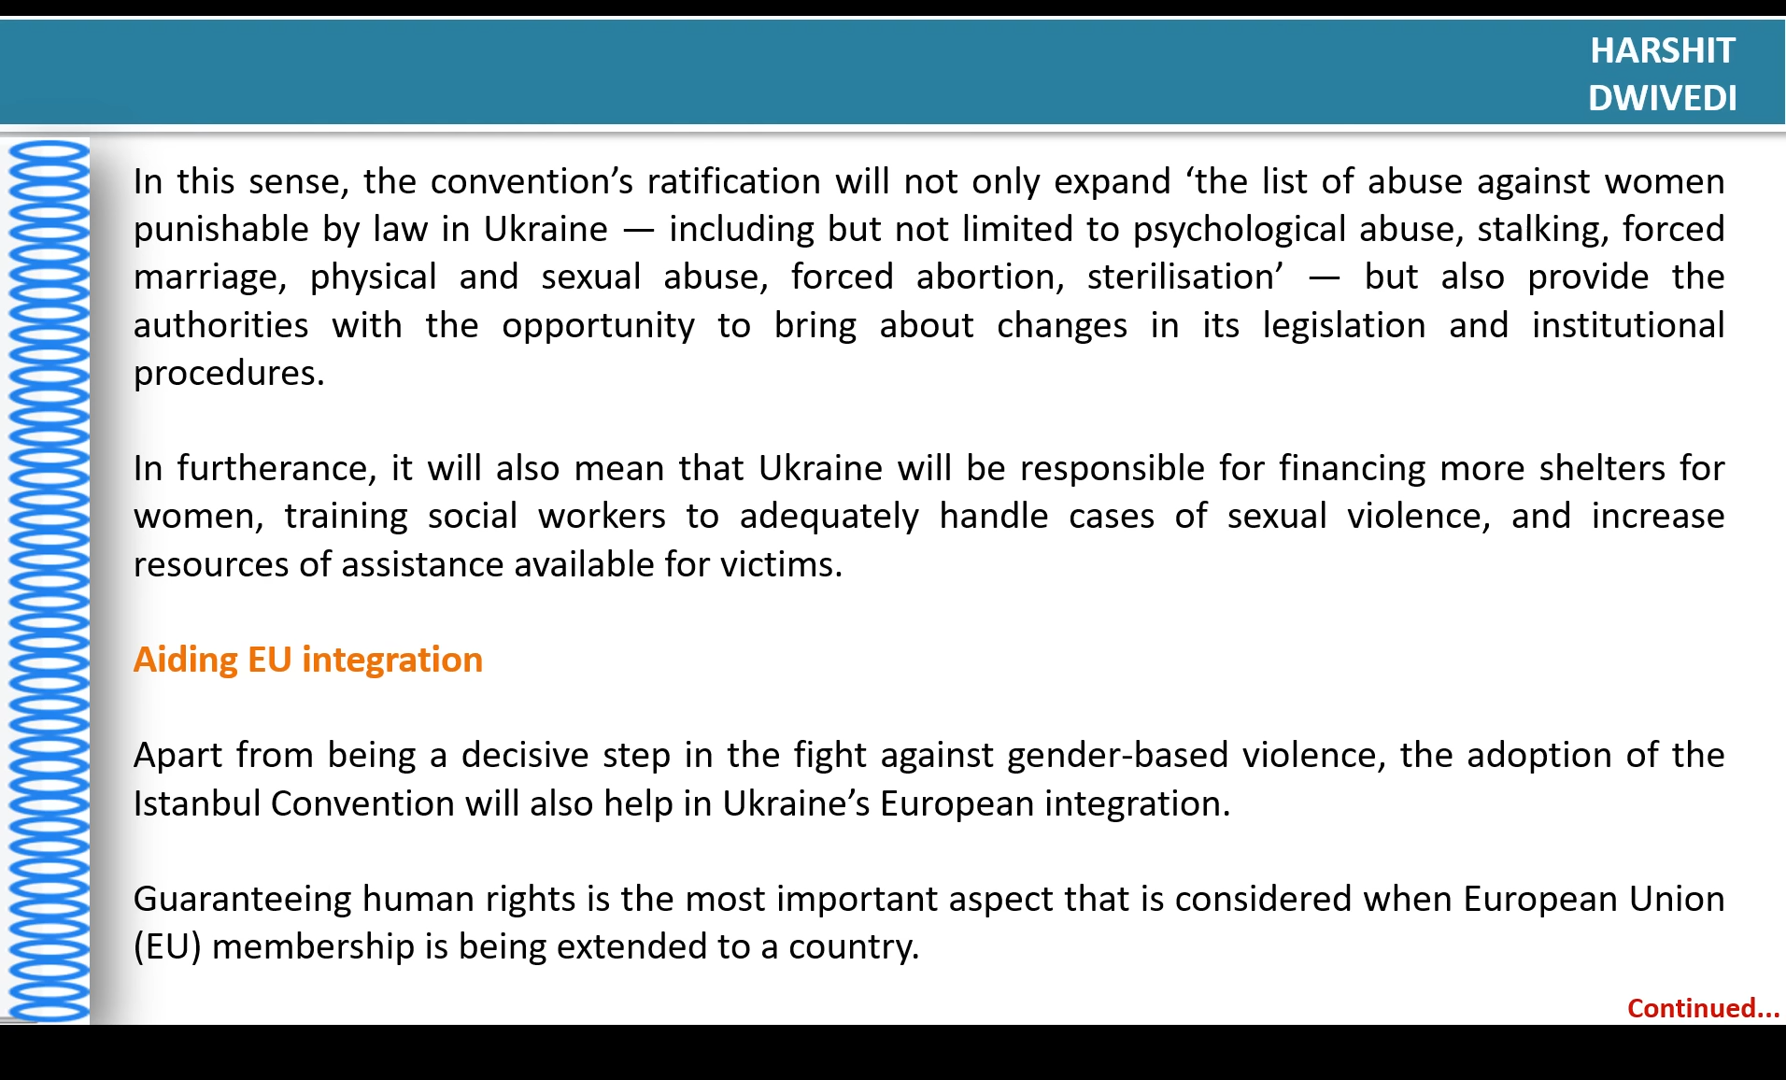 HARSHIT
DWIVEDI
In this sense, the convention’s ratification will not only expand ‘the list of abuse against women
punishable by law in Ukraine — including but not limited to psychological abuse, stalking, forced
marriage, physical and sexual abuse, forced abortion, sterilisation’ — but also provide the
authorities with the opportunity to bring about changes in its legislation and institutional
procedures.
In furtherance, it will also mean that Ukraine will be responsible for financing more shelters for
women, training social workers to adequately handle cases of sexual violence, and increase
resources of assistance available for victims.
Aiding EU integration
Apart from being a decisive step in the fight against gender-based violence, the adoption of the
Istanbul Convention will also help in Ukraine’s European integration.
Guaranteeing human rights is the most important aspect that is considered when European Union
(EU) membership is being extended to a country.
Continued...